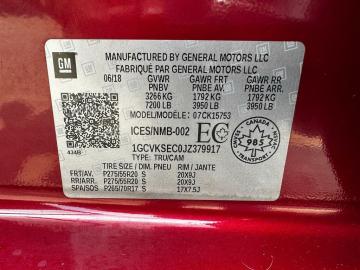 GM
MANUFACTURED BY GENERAL MOTORS LLC
FABRIQUÉ PAR GENERAL MOTORS LLC
06/18 GVWR GAWR FRT GAWR RR
PNBV PNBE AVT PNBE ARR.
3266 KG 1792 KG 1792 KG
7200 LB 3950 LB 3950 LB
MODEL/MODÈLE: 07CK15753
ICES/NMB-002 EC
TRANSPORT
985
CANADA
1GCVKSEC0JZ379917
TYPE: TRU/CAM
434B
TIRE SIZE / DIM. PNEU RIM / JANTE
FRT/AV. P275/55R20 S 20X9J
RR/ARR. P275/55R20 S 20X9J
SPA/SOS P265/70R17 S 17X7.5J